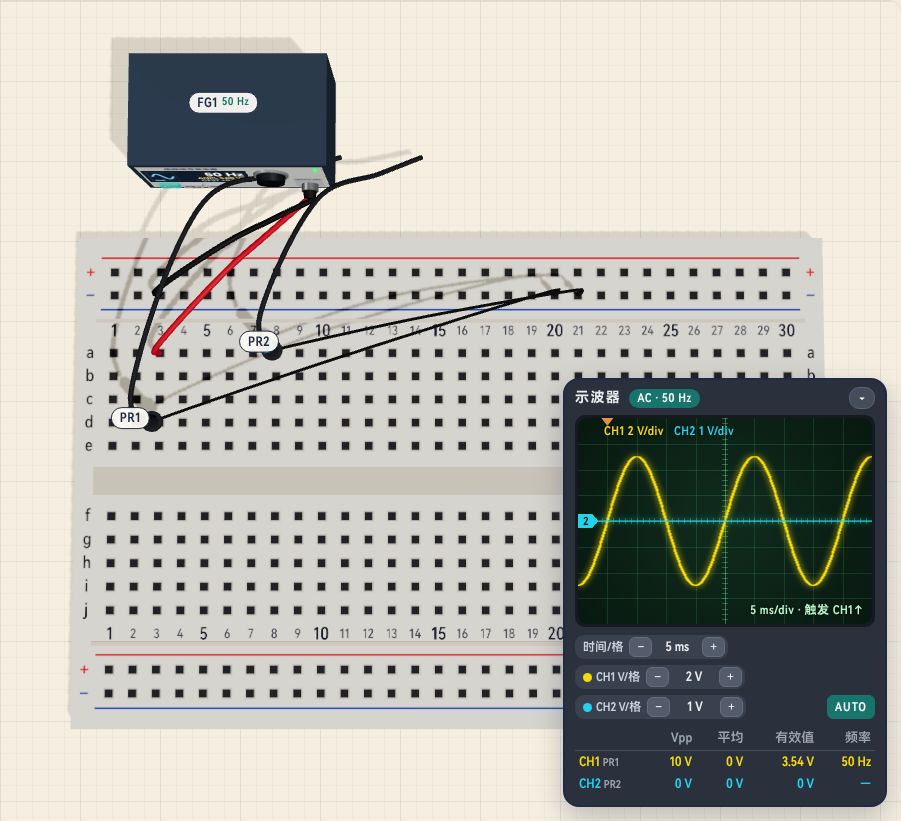 FG1 50 Hz
50 Hz
+ +
− −
1 2 3 4 5 6 7 8 9 10 11 12 13 14 15 16 17 18 19 20 21 22 23 24 25 26 27 28 29 30
PR2
a a
b b
c
PR1
d
e
f
g
h
i
j
1 2 3 4 5 6 7 8 9 10 11 12 13 14 15 16 17 18 19 20
+
−
示波器 AC · 50 Hz
CH1 2 V/div CH2 1 V/div
2
5 ms/div · 触发 CH1↑
时间/格 − 5 ms +
CH1 V/格 − 2 V +
CH2 V/格 − 1 V + AUTO
Vpp 平均 有效值 频率
CH1 PR1 10 V 0 V 3.54 V 50 Hz
CH2 PR2 0 V 0 V 0 V —